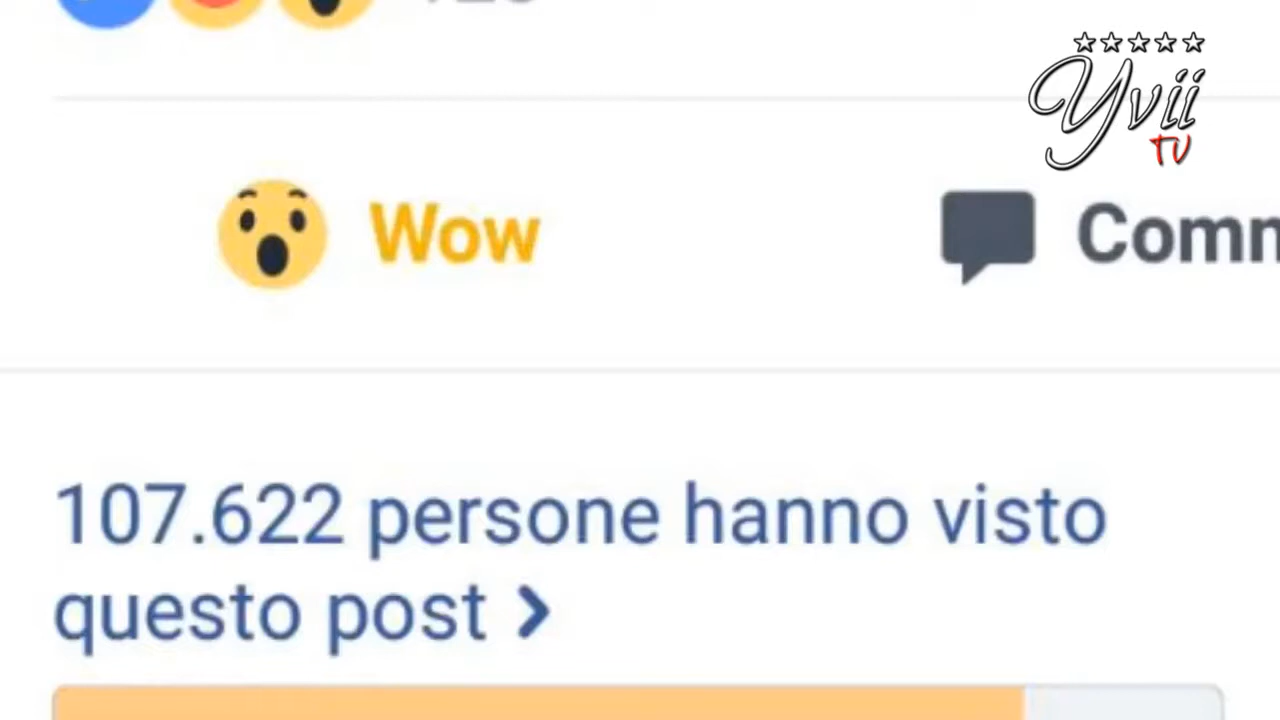 ☆☆☆☆☆
Yvii
TV
Wow
Comm
107.622 persone hanno visto
questo post >